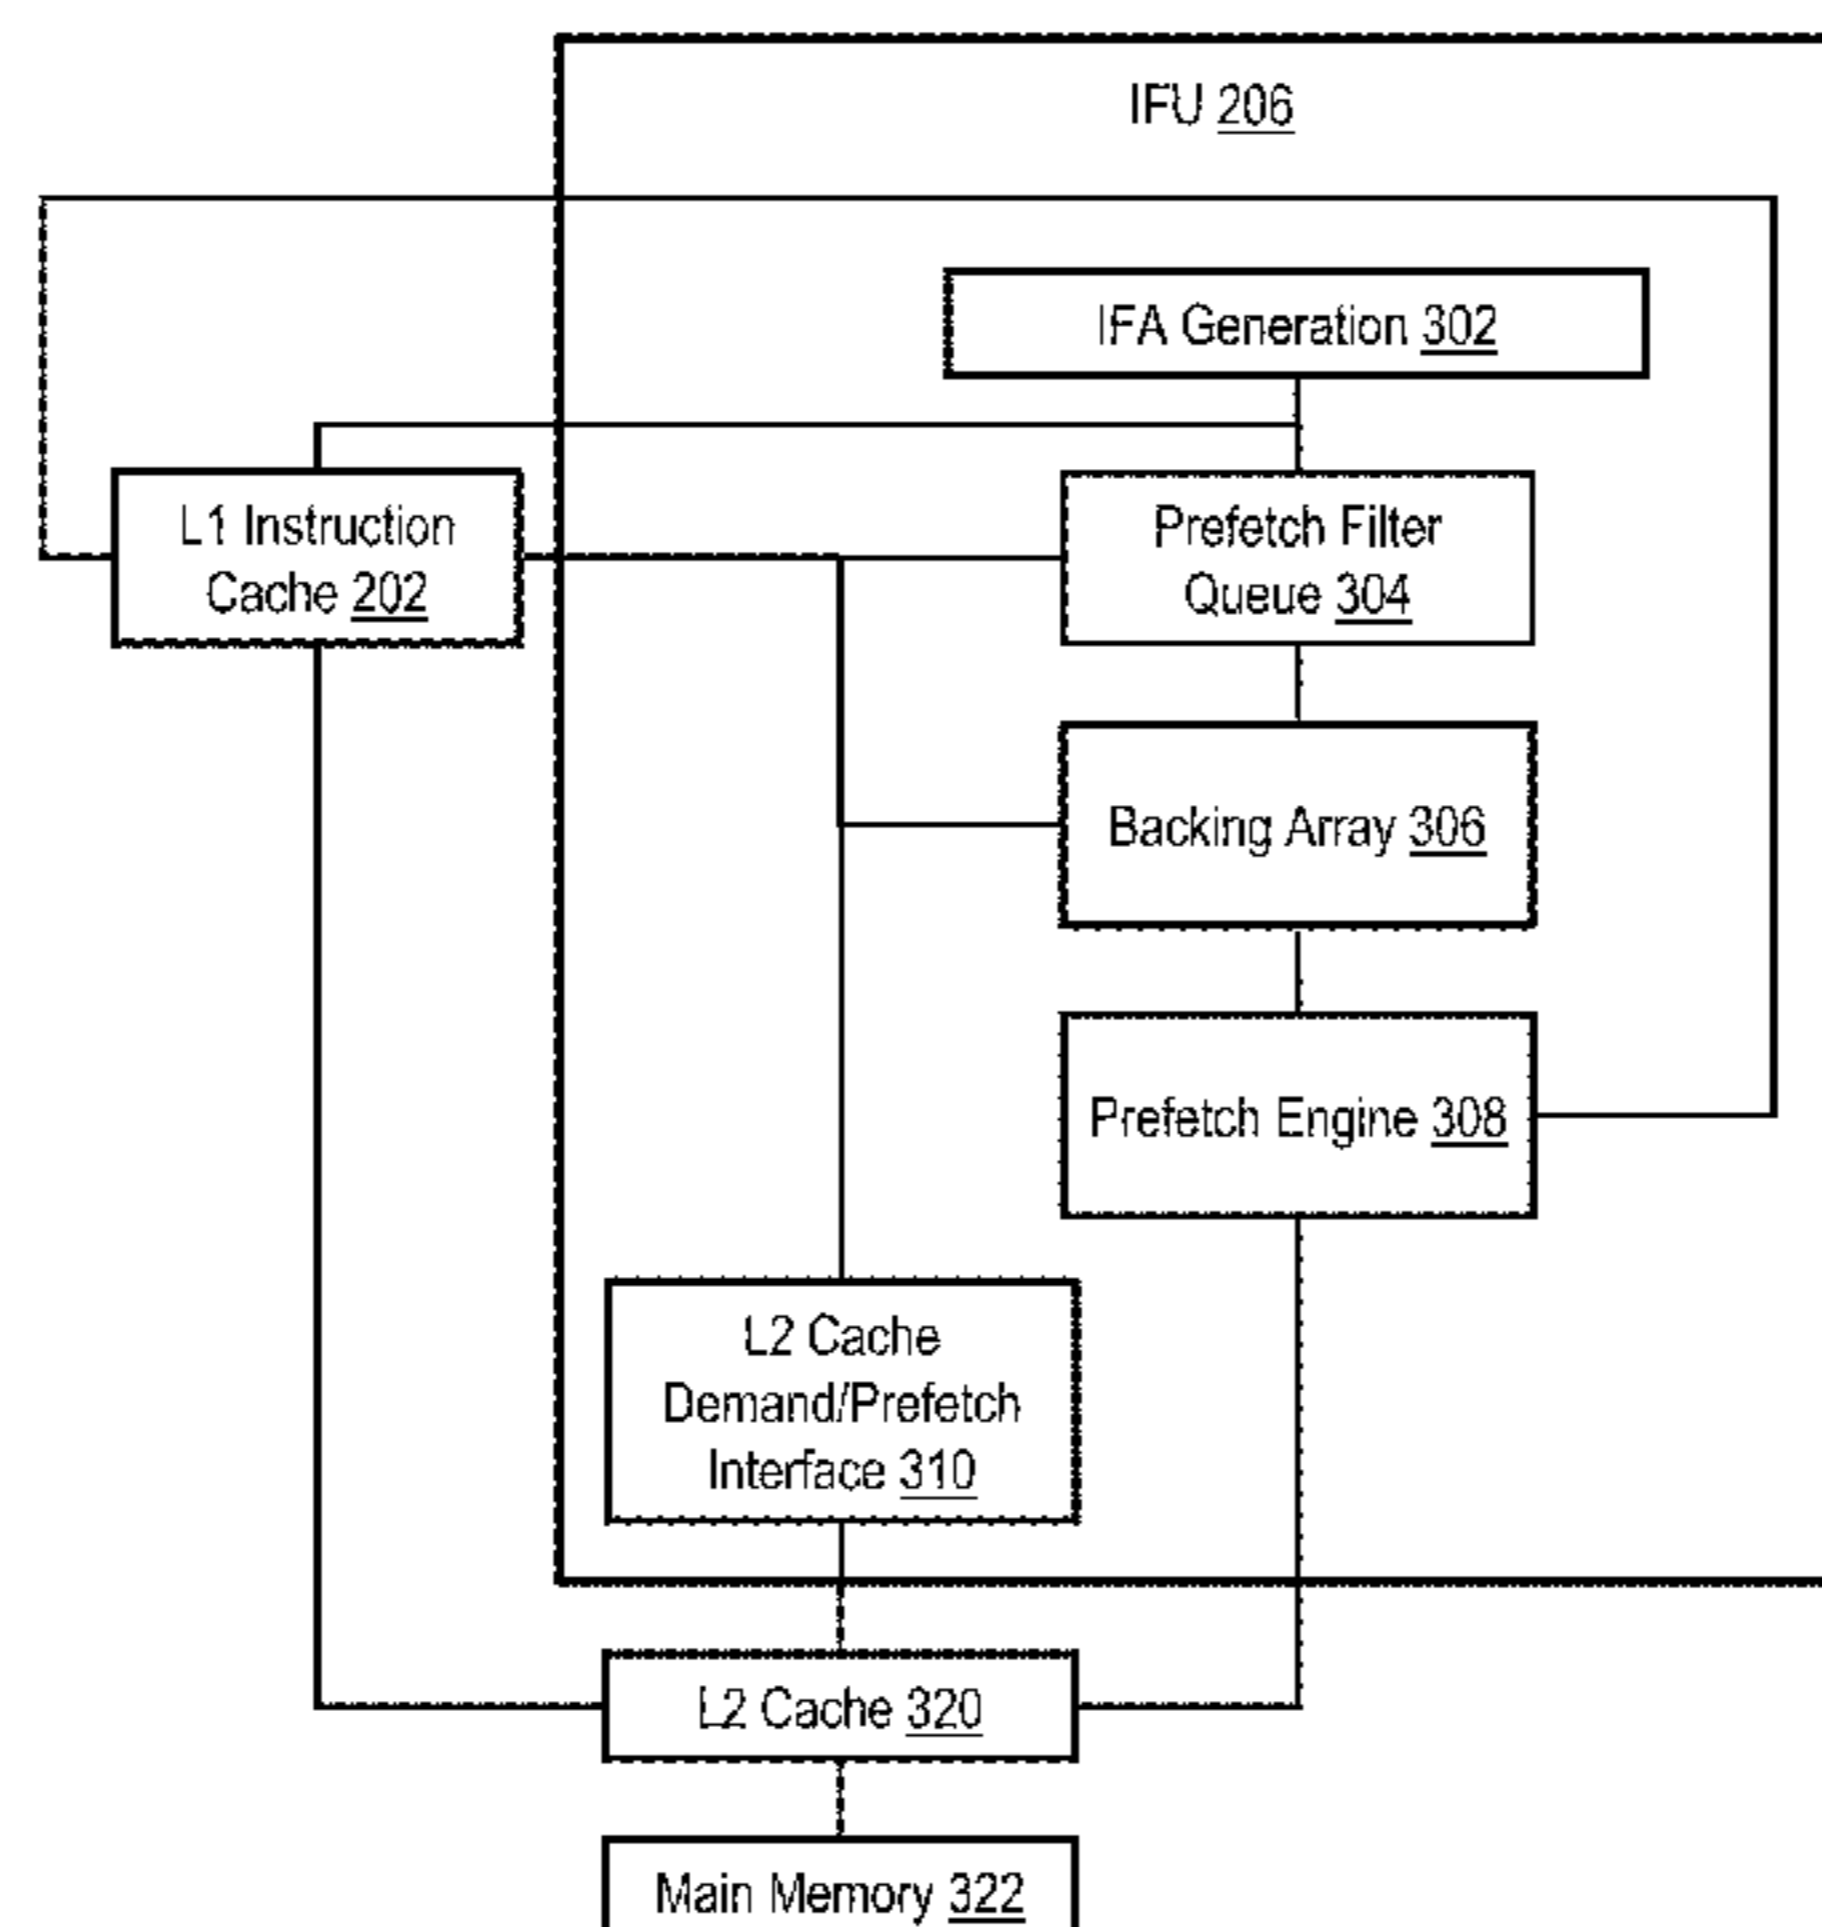 IFU 206
IFA Generation 302
L1 Instruction
Cache 202
Prefetch Filter
Queue 304
Backing Array 306
Prefetch Engine 308
L2 Cache
Demand/Prefetch
Interface 310
L2 Cache 320
Main Memory 322